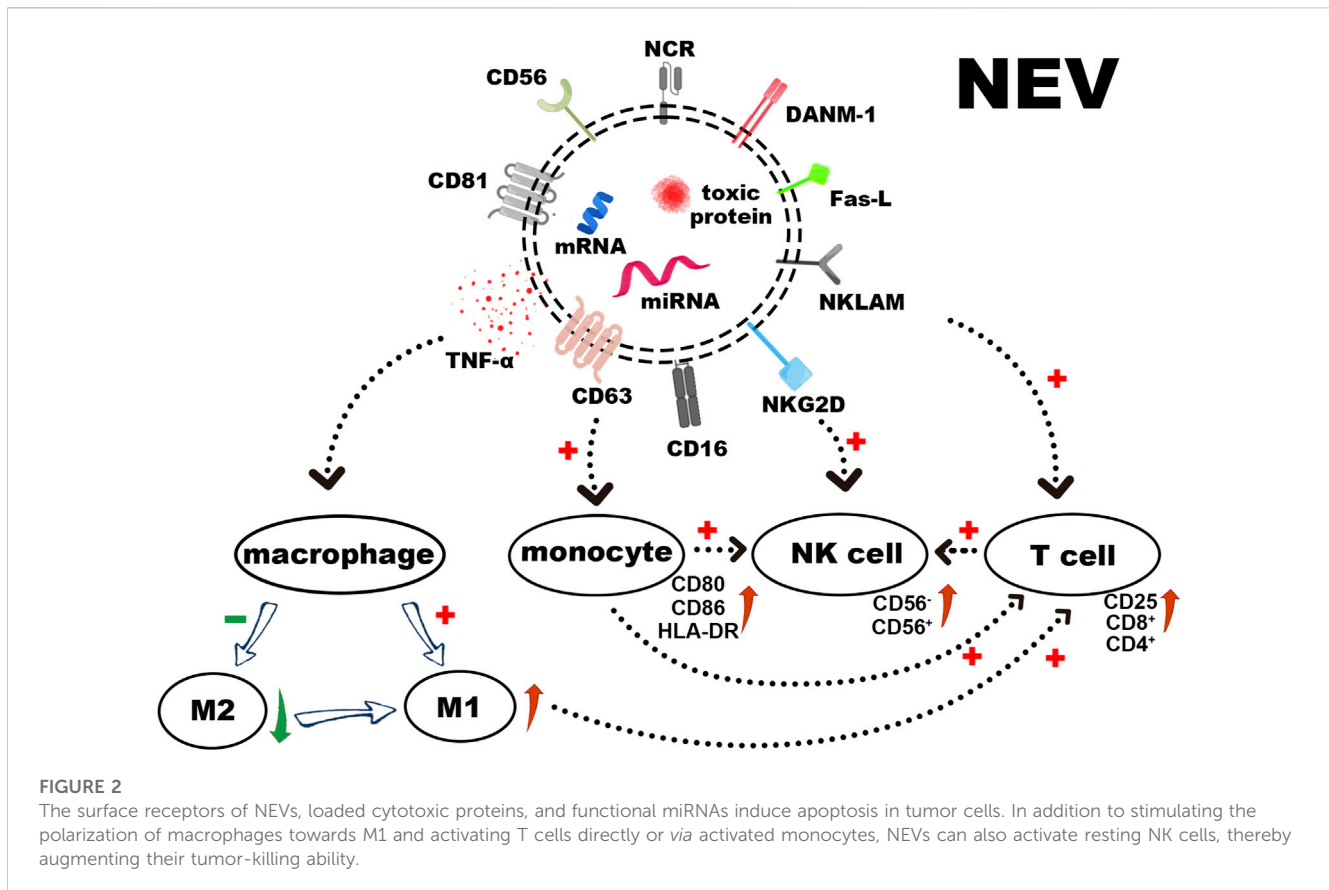 NEV
NCR
CD56
DANM-1
CD81
toxic
protein
Fas-L
mRNA
miRNA
NKLAM
TNF-α
CD63
NKG2D
CD16
+
+
+
macrophage
monocyte
+
NK cell
+
T cell
CD80
CD86
HLA-DR
CD56-
CD56+
CD25
CD8+
CD4+
-
+
+
+
M2
M1
FIGURE 2
The surface receptors of NEVs, loaded cytotoxic proteins, and functional miRNAs induce apoptosis in tumor cells. In addition to stimulating the
polarization of macrophages towards M1 and activating T cells directly or via activated monocytes, NEVs can also activate resting NK cells, thereby
augmenting their tumor-killing ability.